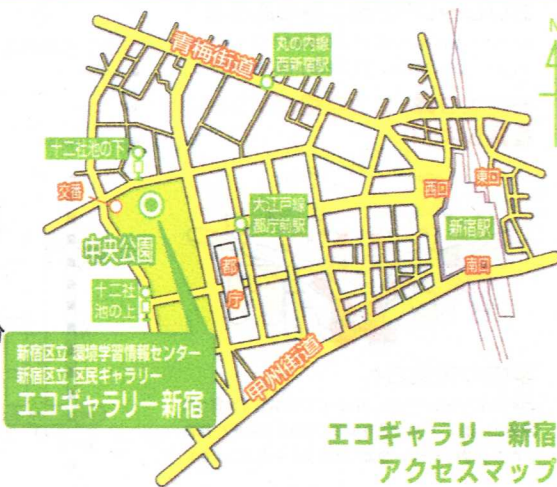 N
青梅街道
丸の内線
西新宿駅
十二社池の下
交番
中央公園
大江戸線
都庁前駅
西口
東口
新宿駅
南口
都庁
十二社
池の上
甲州街道
新宿区立 環境学習情報センター
新宿区立 区民ギャラリー
エコギャラリー新宿
エコギャラリー新宿
アクセスマップ